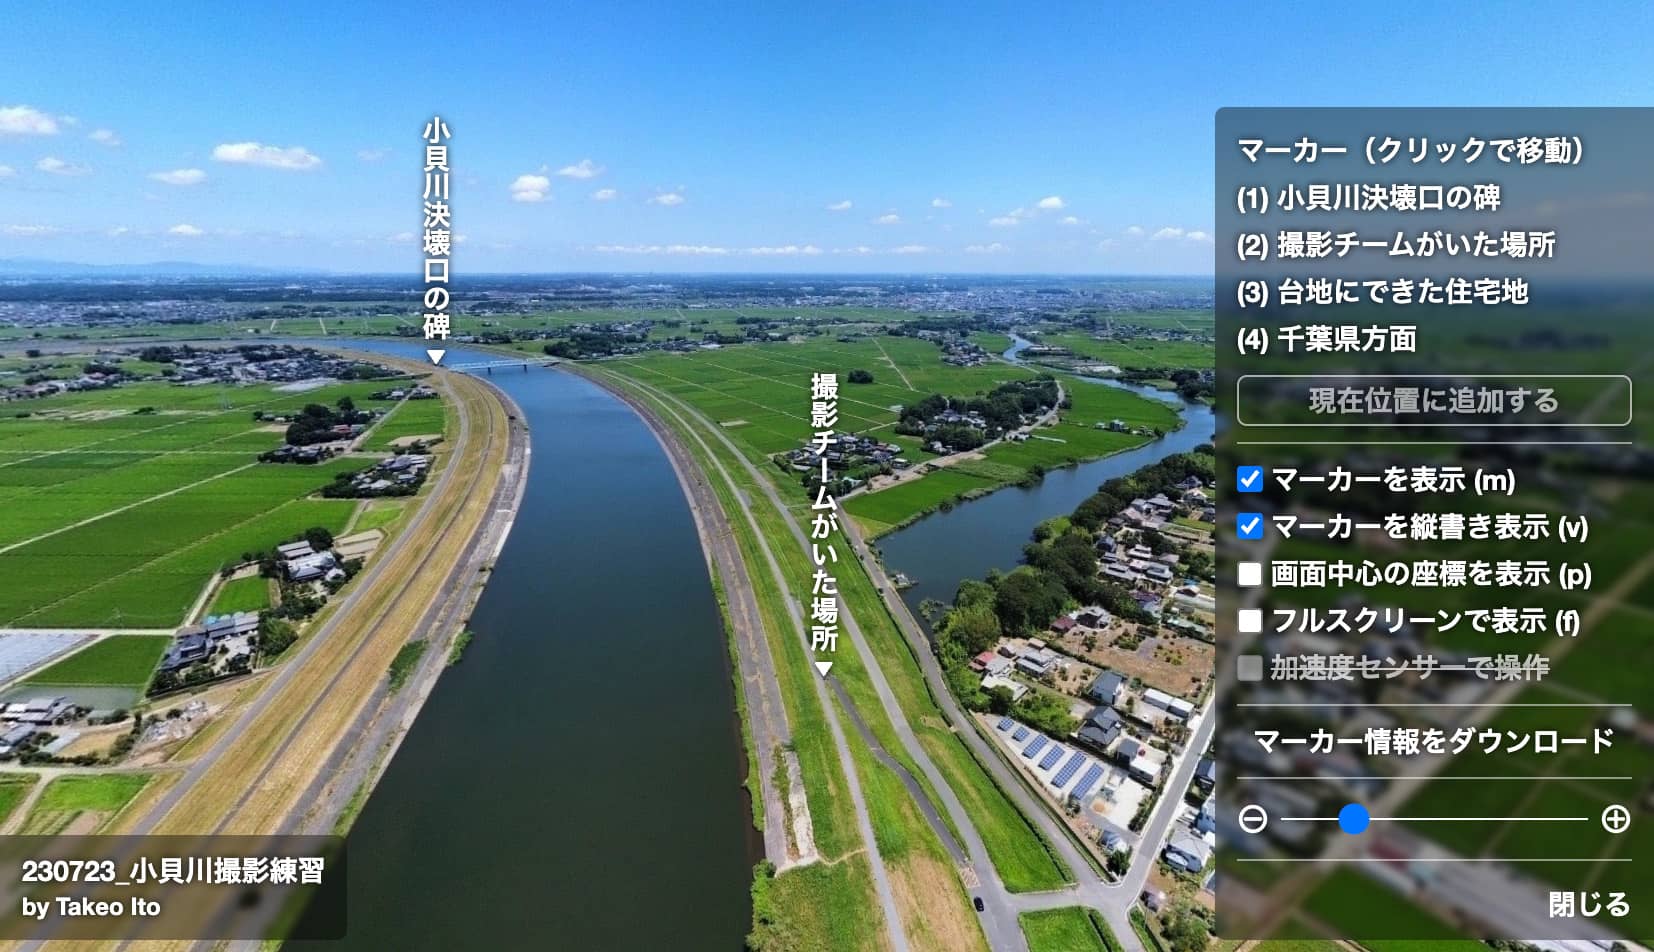 小貝川決壊口の碑
撮影チームがいた場所
マーカー（クリックで移動）
(1) 小貝川決壊口の碑
(2) 撮影チームがいた場所
(3) 台地にできた住宅地
(4) 千葉県方面
現在位置に追加する
マーカーを表示 (m)
マーカーを縦書き表示 (v)
画面中心の座標を表示 (p)
フルスクリーンで表示 (f)
加速度センサーで操作
マーカー情報をダウンロード
閉じる
230723_小貝川撮影練習
by Takeo Ito